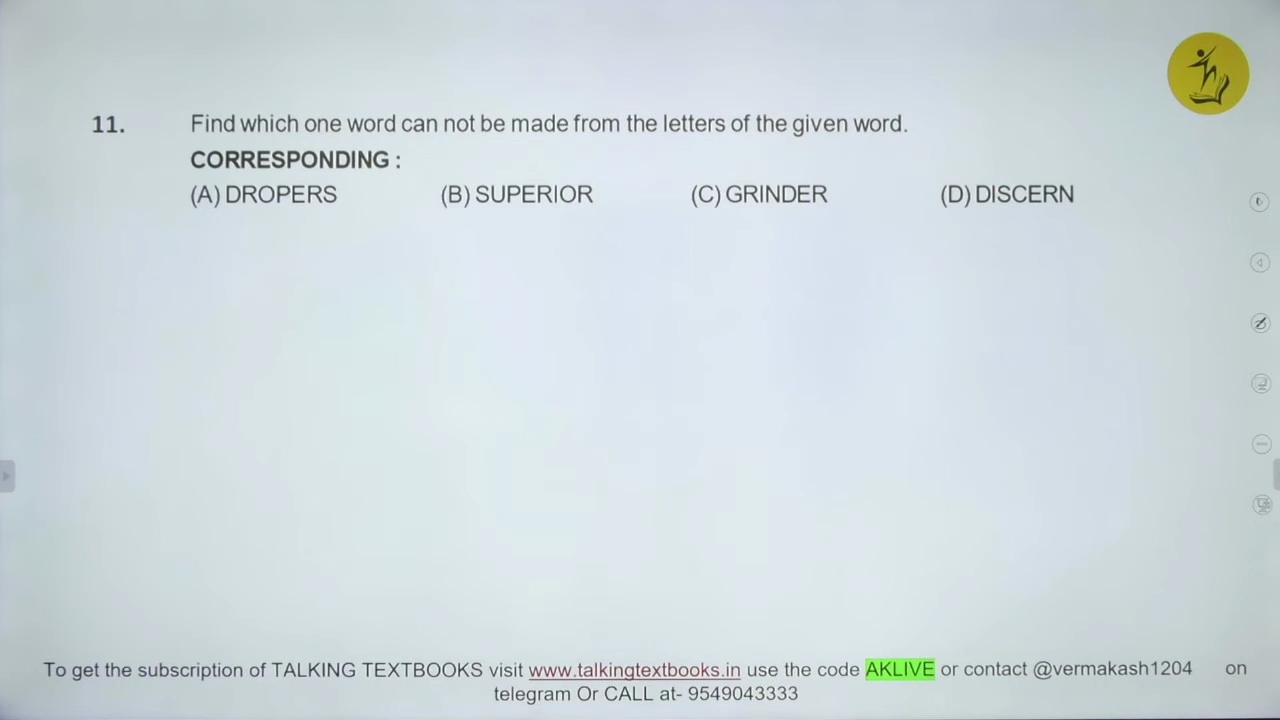 11. Find which one word can not be made from the letters of the given word.
CORRESPONDING :
(A) DROPERS (B) SUPERIOR (C) GRINDER (D) DISCERN
To get the subscription of TALKING TEXTBOOKS visit www.talkingtextbooks.in use the code AKLIVE or contact @vermakash1204 on
telegram Or CALL at- 9549043333